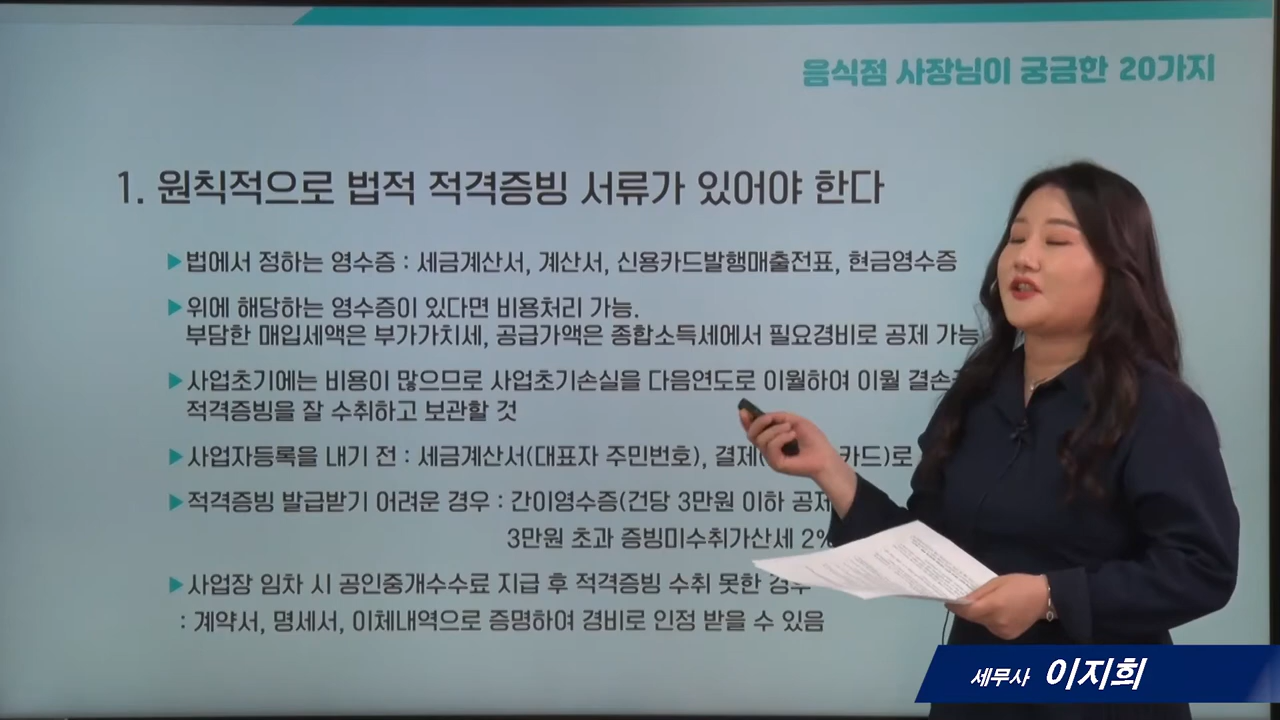 음식점 사장님이 궁금한 20가지
1. 원칙적으로 법적 적격증빙 서류가 있어야 한다
▶법에서 정하는 영수증 : 세금계산서, 계산서, 신용카드발행매출전표, 현금영수증
▶위에 해당하는 영수증이 있다면 비용처리 가능.
부담한 매입세액은 부가가치세, 공급가액은 종합소득세에서 필요경비로 공제 가능
▶사업초기에는 비용이 많으므로 사업초기손실을 다음연도로 이월하여 이월
적격증빙을 잘 수취하고 보관할 것
▶사업자등록을 내기 전 : 세금계산서(대표자 주민번호), 결제( 카드)로
▶적격증빙 발급받기 어려운 경우 : 간이영수증(건당 3만원 이하 공제
3만원 초과 증빙미수취가산세 2%
▶사업장 임차 시 공인중개수수료 지급 후 적격증빙 수취 못한 경우
: 계약서, 명세서, 이체내역으로 증명하여 경비로 인정 받을 수 있음
세무사 이지희